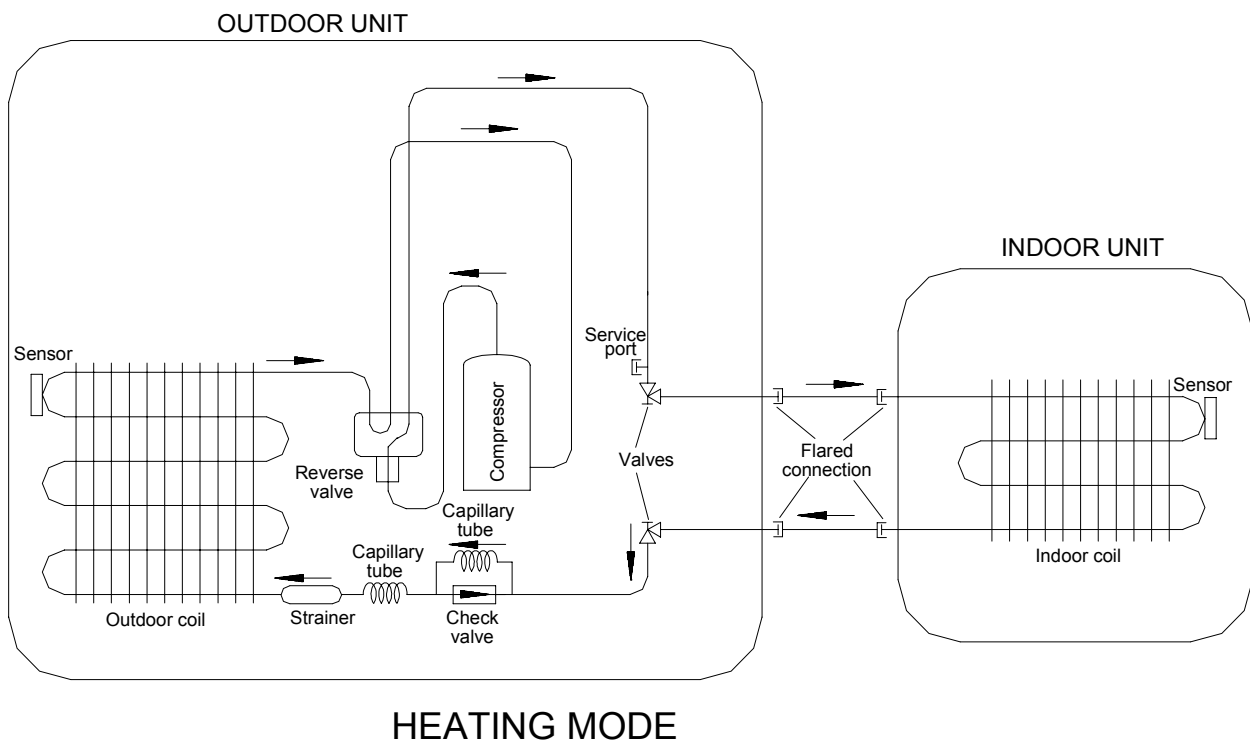 OUTDOOR UNIT
INDOOR UNIT
Service
port
Sensor
Sensor
Compressor
Reverse
valve
Valves
Flared
connection
Capillary
tube
Capillary
tube
Indoor coil
Outdoor coil
Strainer
Check
valve
HEATING MODE